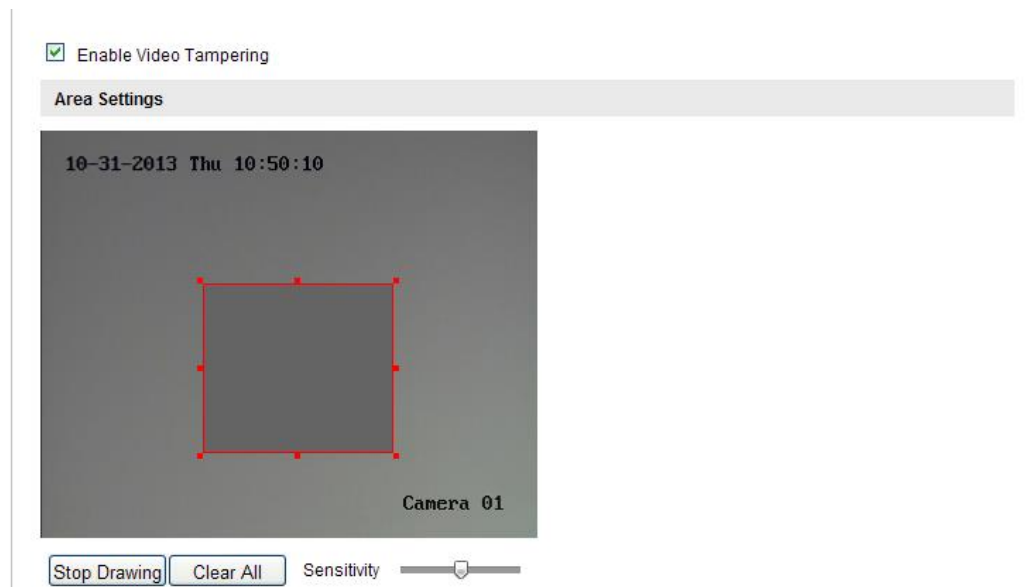 Enable Video Tampering
Area Settings
10-31-2013 Thu 10:50:10
Camera 01
Stop Drawing Clear All Sensitivity